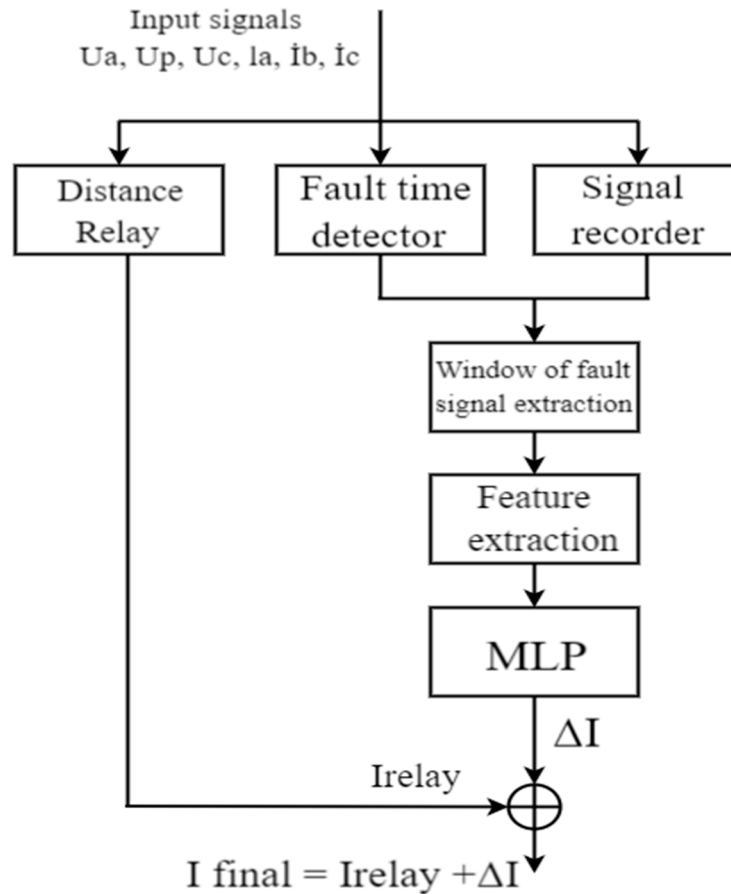 Input signals
Ua, Up, Uc, la, İb, İc
Distance
Relay
Fault time
detector
Signal
recorder
Window of fault
signal extraction
Feature
extraction
MLP
ΔI
Irelay
I final = Irelay +ΔI